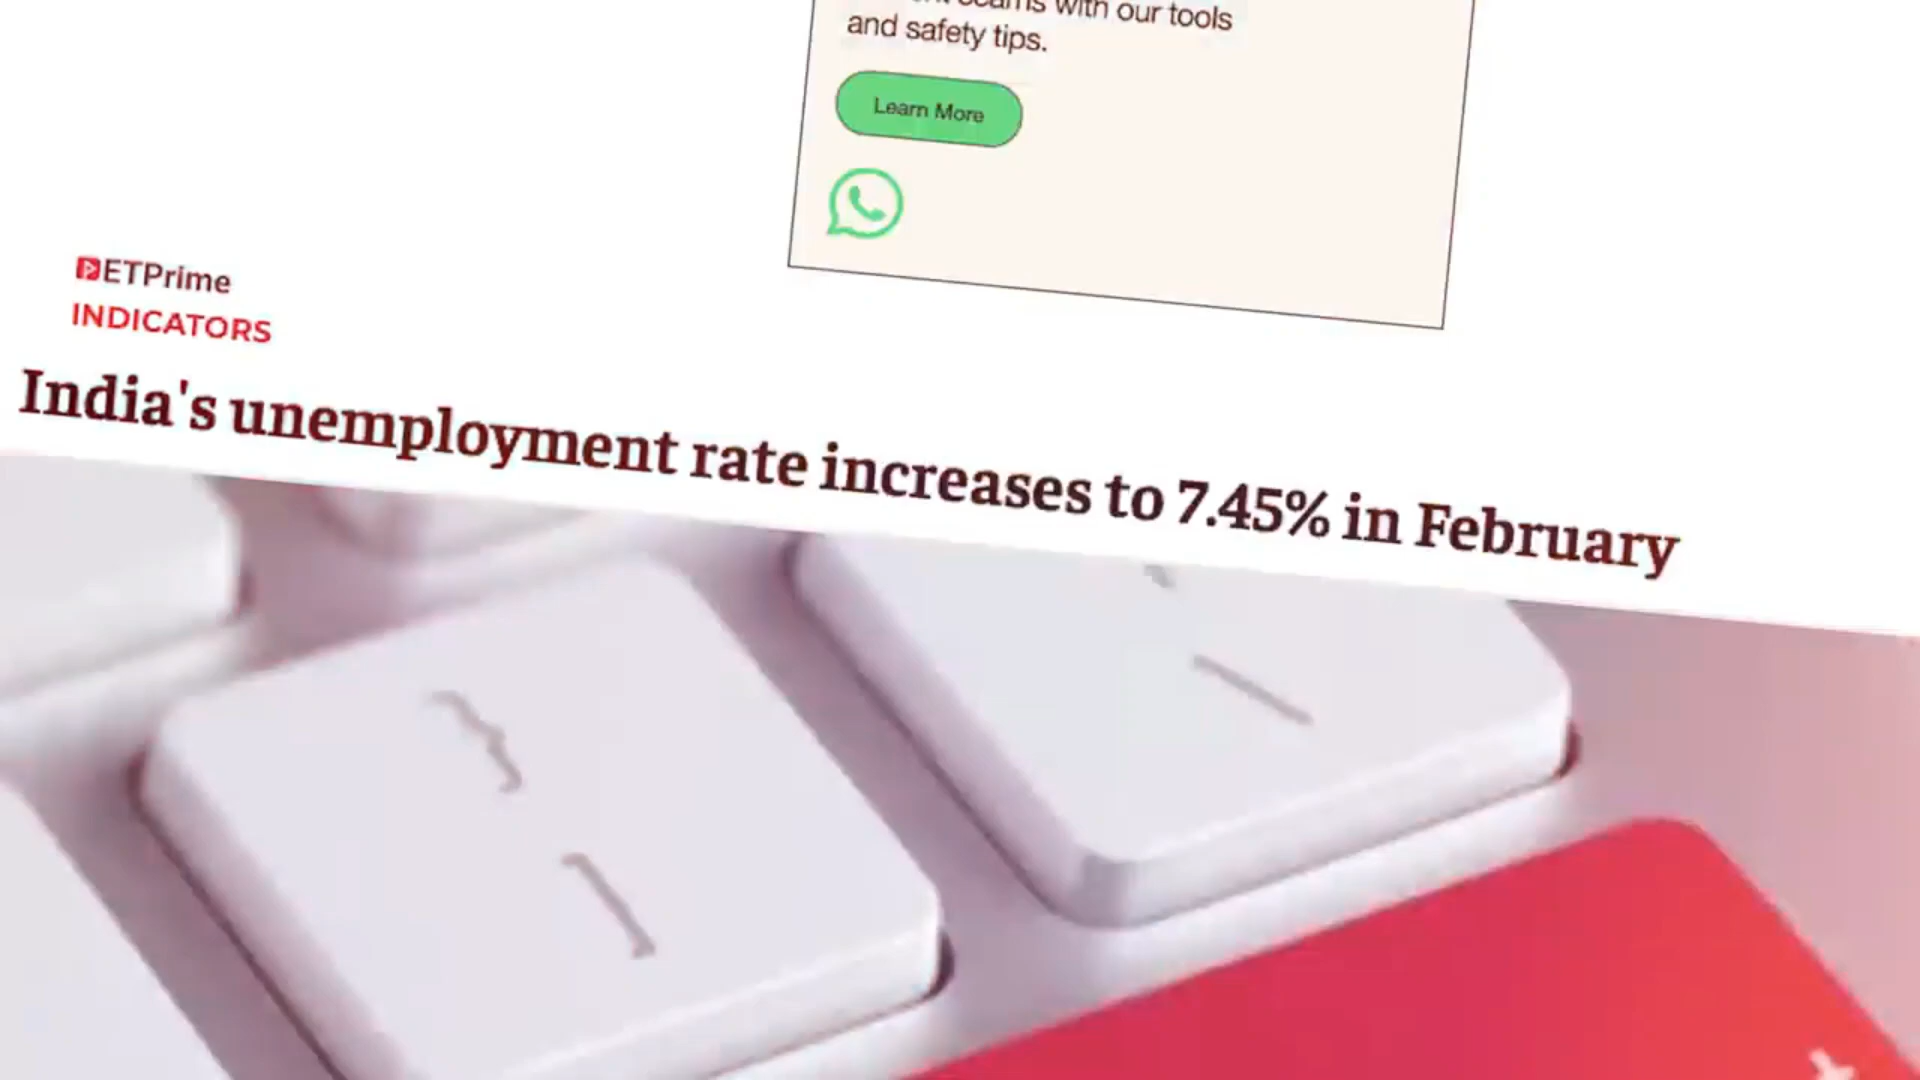 with our tools
and safety tips.
Learn More
ETPrime
INDICATORS
India's unemployment rate increases to 7.45% in February
}
]